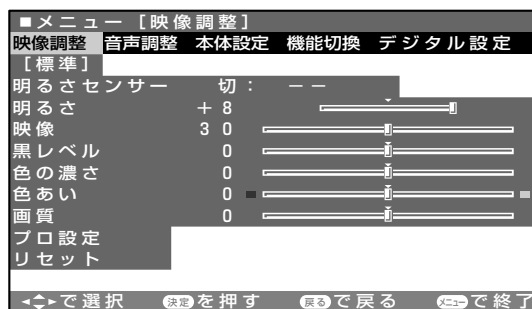 ■メニュー [映像調整]
映像調整 音声調整 本体設定 機能切換 デジタル設定
[標準]
明るさセンサー 切: －－
明るさ ＋8
映像 30
黒レベル 0
色の濃さ 0
色あい 0
画質 0
プロ設定
リセット
で選択 決定を押す 戻るで戻る メニューで終了